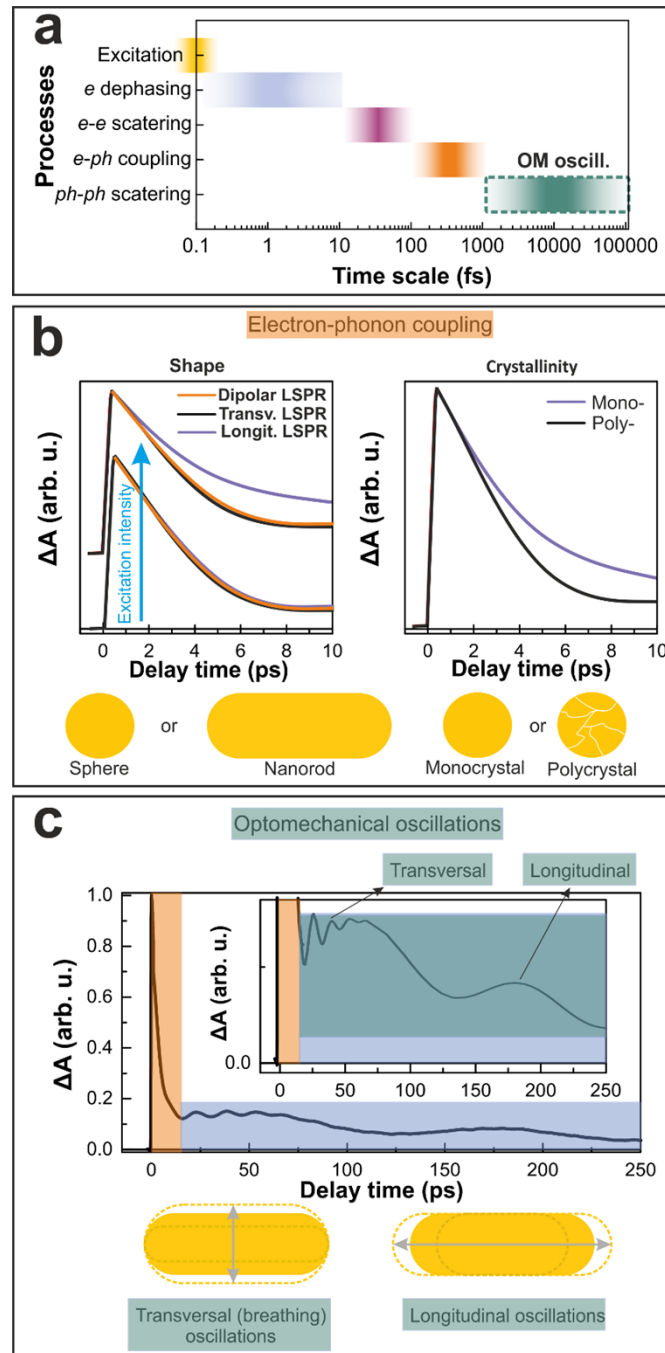 a
Processes
Excitation
e dephasing
e-e scatering
e-ph coupling
ph-ph scatering
OM oscill.
0.1 1 10 100 1000 10000 100000
Time scale (fs)
b
Electron-phonon coupling
Shape
ΔA (arb. u.)
Dipolar LSPR
Transv. LSPR
Longit. LSPR
Excitation intensity
0 2 4 6 8 10
Delay time (ps)
Crystallinity
ΔA (arb. u.)
Mono-
Poly-
0 2 4 6 8 10
Delay time (ps)
or
Sphere
Nanorod
or
Monocrystal
Polycrystal
c
Optomechanical oscillations
Transversal
Longitudinal
ΔA (arb. u.)
1.0
0.8
0.6
0.4
0.2
0.0
ΔA (arb. u.)
0.0
0 50 100 150 200 250
Delay time (ps)
0 25 50 75 100 150 200 250
Transversal (breathing)
oscillations
Longitudinal oscillations